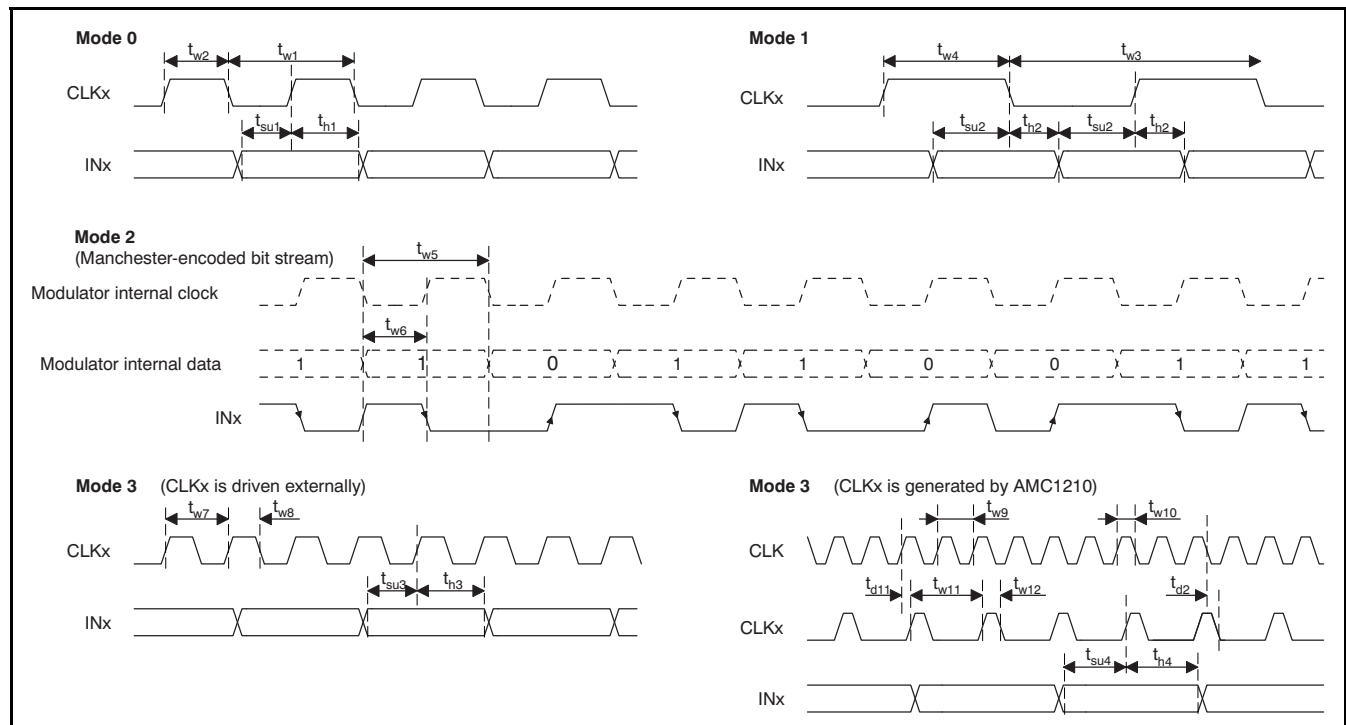 Mode 0
tw2
tw1
CLKx
tsu1
th1
INx
Mode 1
tw4
tw3
CLKx
tsu2
th2
tsu2
th2
INx
Mode 2
(Manchester-encoded bit stream)
tw5
Modulator internal clock
tw6
Modulator internal data
1 1 0 1 1 0 0 1 1
INx
Mode 3 (CLKx is driven externally)
tw7
tw8
CLKx
tsu3
th3
INx
Mode 3 (CLKx is generated by AMC1210)
tw9
tw10
CLK
td11
tw11
tw12
td2
CLKx
tsu4
th4
INx